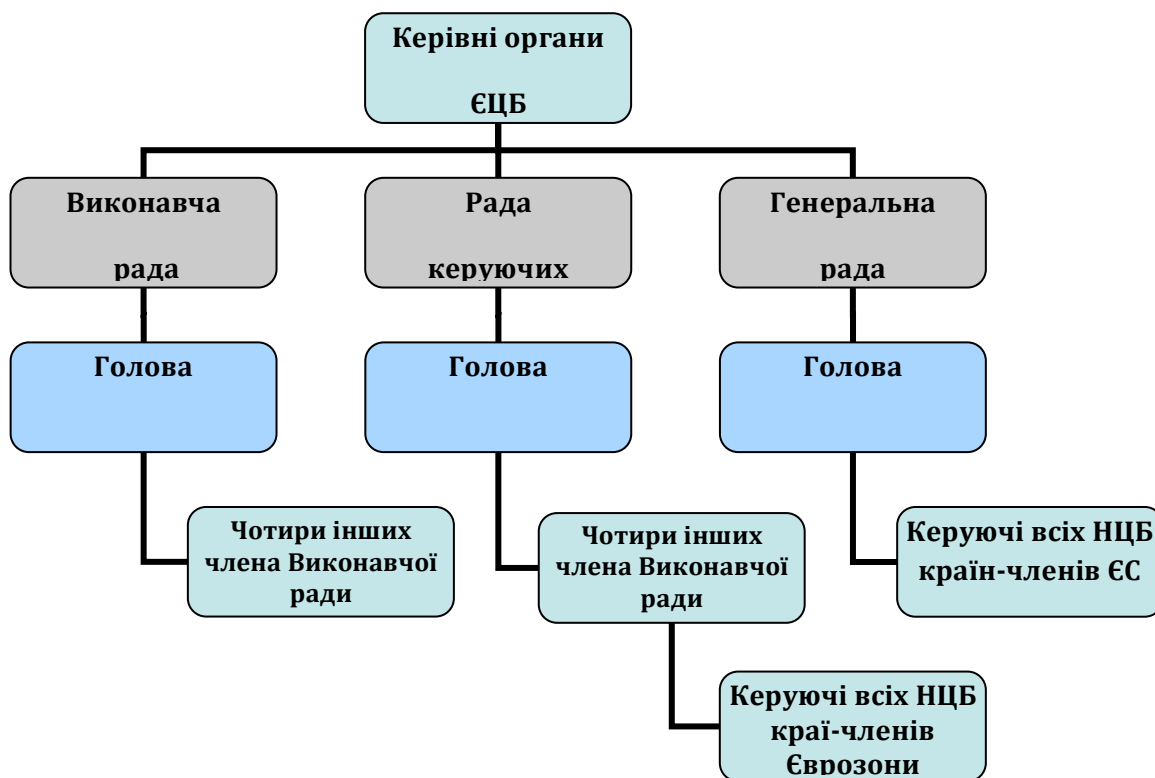 Керівні органи
ЄЦБ
Виконавча
рада
Рада
керуючих
Генеральна
рада
Голова
Голова
Голова
Чотири інших
члена Виконавчої
ради
Чотири інших
члена Виконавчої
ради
Керуючі всіх НЦБ
країн-членів ЄС
Керуючі всіх НЦБ
краї-членів
Єврозони